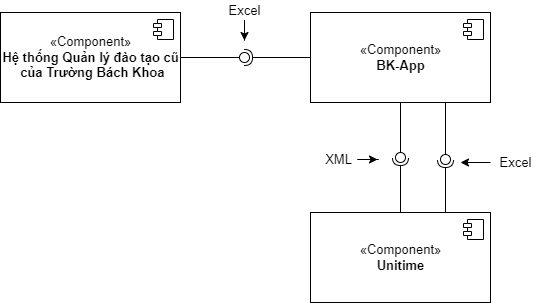 Excel
«Component»
Hệ thống Quản lý đào tạo cũ
của Trường Bách Khoa
«Component»
BK-App
XML
Excel
«Component»
Unitime